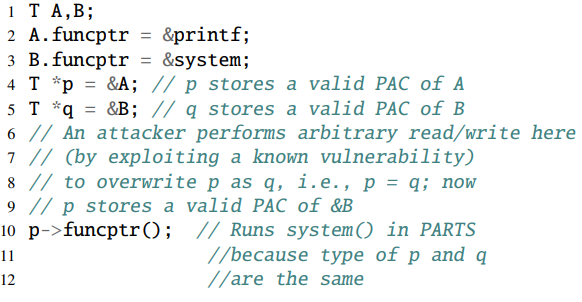 1 T A,B;
2 A.funcptr = &printf;
3 B.funcptr = &system;
4 T *p = &A; // p stores a valid PAC of A
5 T *q = &B; // q stores a valid PAC of B
6 // An attacker performs arbitrary read/write here
7 // (by exploiting a known vulnerability)
8 // to overwrite p as q, i.e., p = q; now
9 // p stores a valid PAC of &B
10 p->funcptr(); // Runs system() in PARTS
11 //because type of p and q
12 //are the same